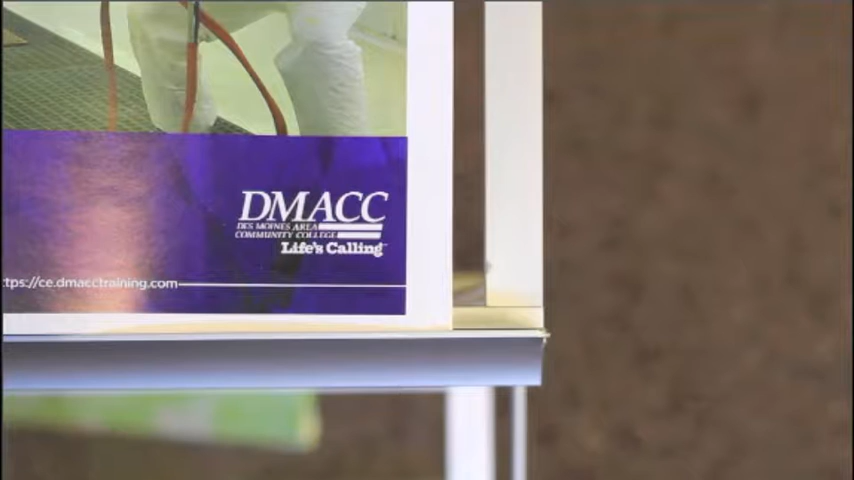 DMACC
DES MOINES AREA
COMMUNITY COLLEGE
Life's Calling
tps://ce.dmacctraining.com